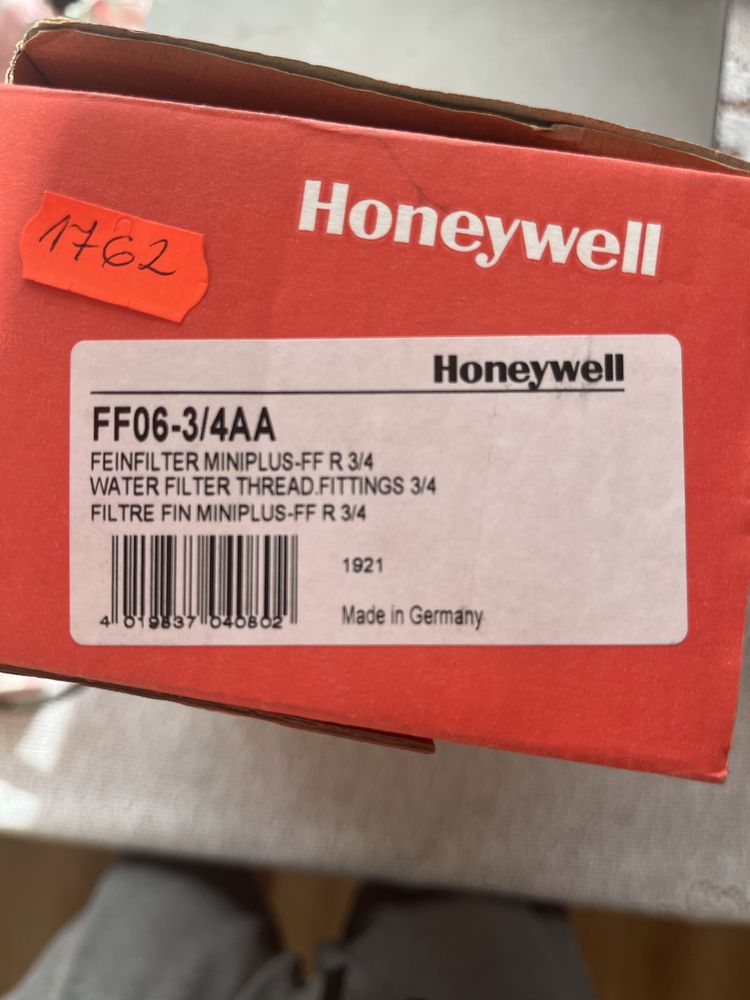 Honeywell
1762
Honeywell
FF06-3/4AA
FEINFILTER MINIPLUS-FF R 3/4
WATER FILTER THREAD.FITTINGS 3/4
FILTRE FIN MINIPLUS-FF R 3/4
1921
4 019837 040802
Made in Germany